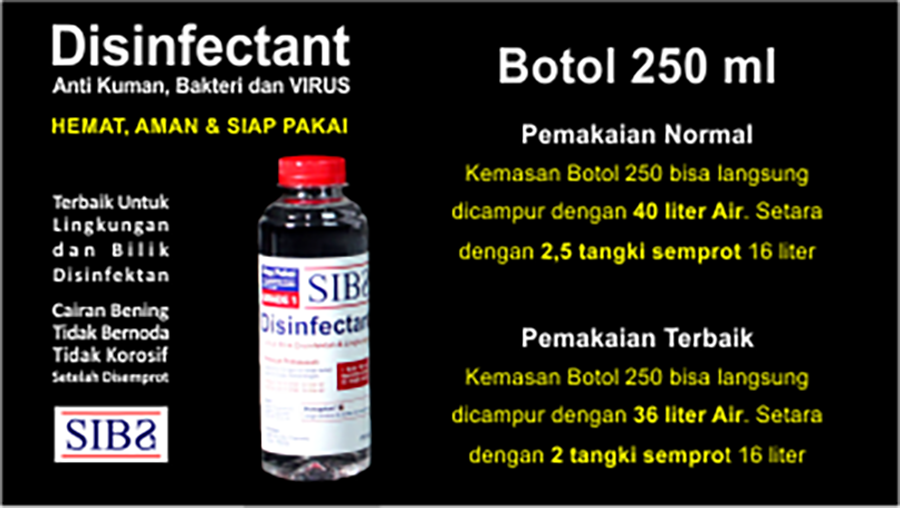 Disinfectant
Anti Kuman, Bakteri dan VIRUS
HEMAT, AMAN & SIAP PAKAI
Terbaik Untuk
Lingkungan
dan Bilik
Disinfektan
Cairan Bening
Tidak Bernoda
Tidak Korosif
Setelah Disemprot
SIBS
SIBS
Disinfectant
Botol 250 ml
Pemakaian Normal
Kemasan Botol 250 bisa langsung
dicampur dengan 40 liter Air. Setara
dengan 2,5 tangki semprot 16 liter
Pemakaian Terbaik
Kemasan Botol 250 bisa langsung
dicampur dengan 36 liter Air. Setara
dengan 2 tangki semprot 16 liter